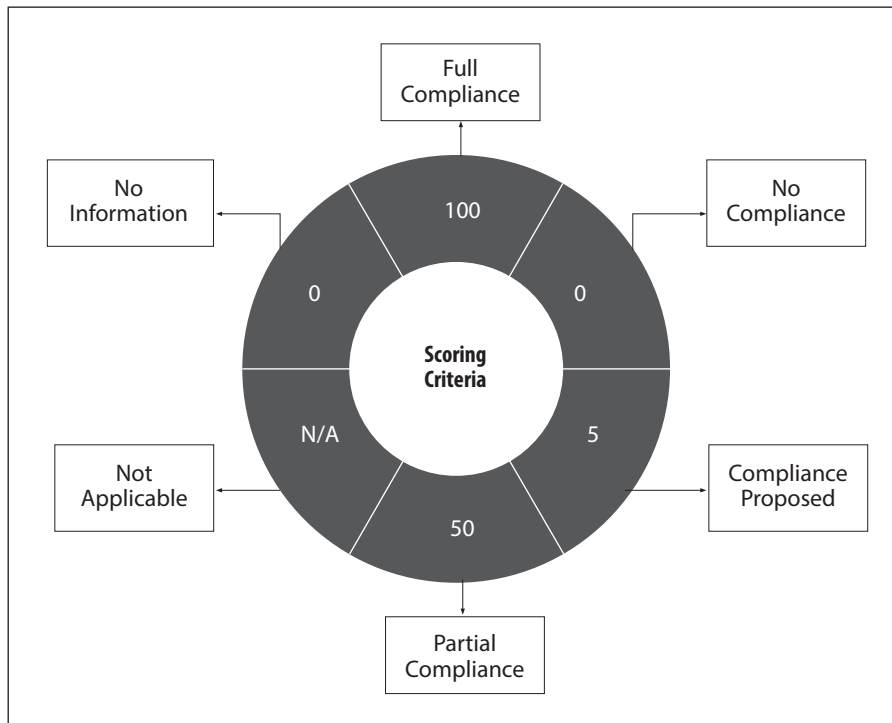 Full
Compliance
No
Information
No
Compliance
100
0
0
Scoring
Criteria
N/A
5
Not
Applicable
Compliance
Proposed
50
Partial
Compliance